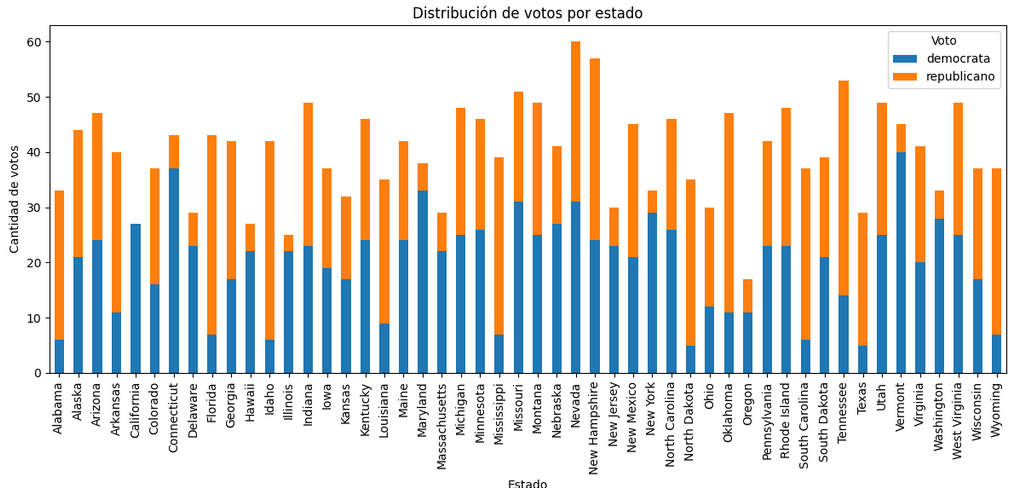 Distribución de votos por estado
Voto
democrata
republicano
Cantidad de votos
60
50
40
30
20
10
0
Alabama
Alaska
Arizona
Arkansas
California
Colorado
Connecticut
Delaware
Florida
Georgia
Hawaii
Idaho
Illinois
Indiana
Iowa
Kansas
Kentucky
Louisiana
Maine
Maryland
Massachusetts
Michigan
Minnesota
Mississippi
Missouri
Montana
Nebraska
Nevada
New Hampshire
New Jersey
New Mexico
New York
North Carolina
North Dakota
Ohio
Oklahoma
Oregon
Pennsylvania
Rhode Island
South Carolina
South Dakota
Tennessee
Texas
Utah
Vermont
Virginia
Washington
West Virginia
Wisconsin
Wyoming
Estado